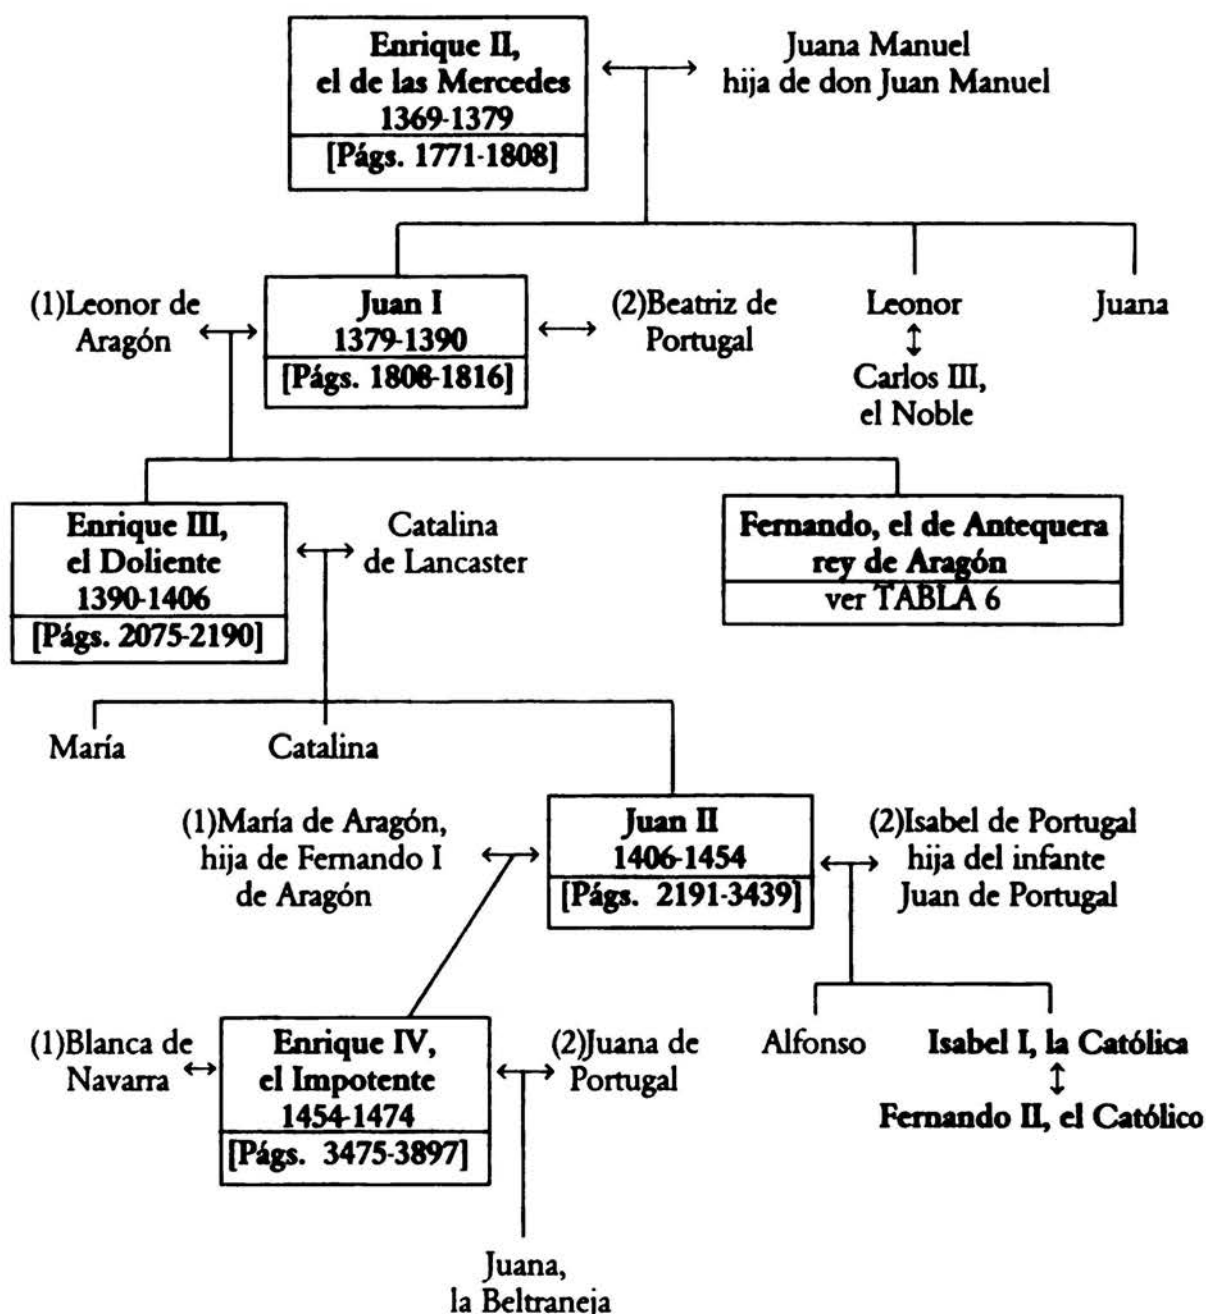 Enrique II,
el de las Mercedes
1369-1379
[Págs. 1771-1808]
Juana Manuel
hija de don Juan Manuel
(1)Leonor de
Aragón
Juan I
1379-1390
[Págs. 1808-1816]
(2)Beatriz de
Portugal
Leonor
Carlos III,
el Noble
Juana
Enrique III,
el Doliente
1390-1406
[Págs. 2075-2190]
Catalina
de Lancaster
Fernando, el de Antequera
rey de Aragón
ver TABLA 6
María
Catalina
(1)María de Aragón,
hija de Fernando I
de Aragón
Juan II
1406-1454
[Págs. 2191-3439]
(2)Isabel de Portugal
hija del infante
Juan de Portugal
(1)Blanca de
Navarra
Enrique IV,
el Impotente
1454-1474
[Págs. 3475-3897]
(2)Juana de
Portugal
Alfonso
Isabel I, la Católica
Fernando II, el Católico
Juana,
la Beltraneja